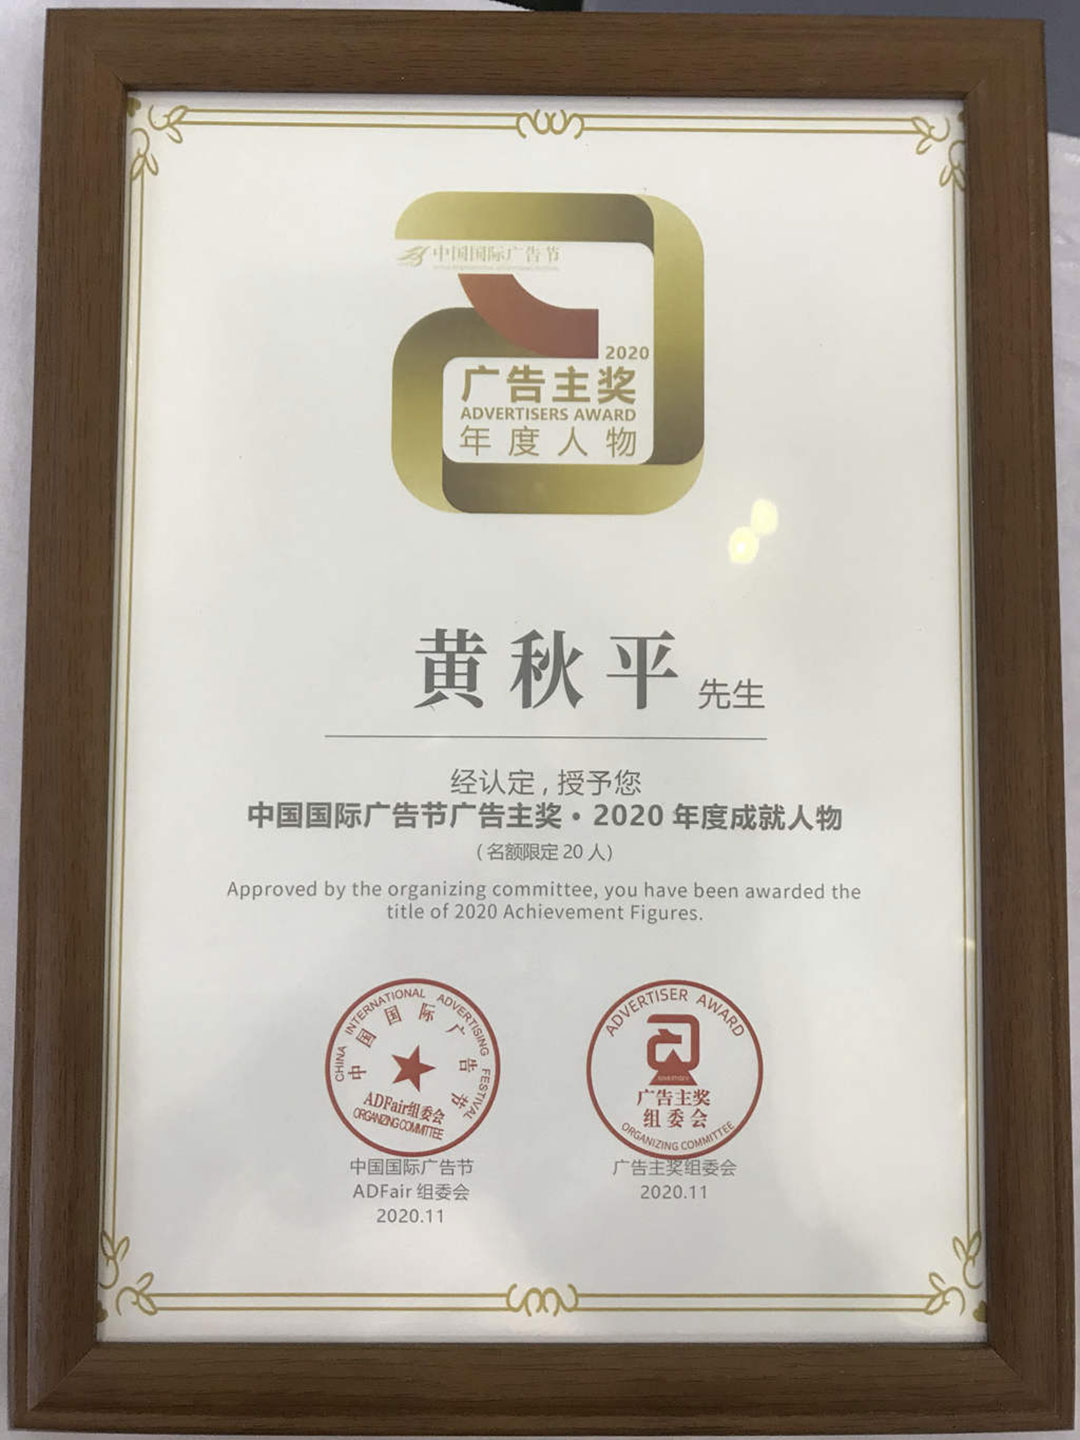 中国国际广告节
2020
广告主奖
ADVERTISERS AWARD
年度人物
黄秋平 先生
经认定，授予您
中国国际广告节广告主奖·2020 年度成就人物
（名额限定 20 人）
Approved by the organizing committee, you have been awarded the
title of 2020 Achievement Figures.
CHINA INTERNATIONAL ADVERTISING FESTIVAL
中国国际广告节
ADFair组委会
ORGANIZING COMMITTEE
中国国际广告节
ADFair 组委会
2020.11
ADVERTISER AWARD
广告主奖
组委会
ORGANIZING COMMITTEE
广告主奖组委会
2020.11